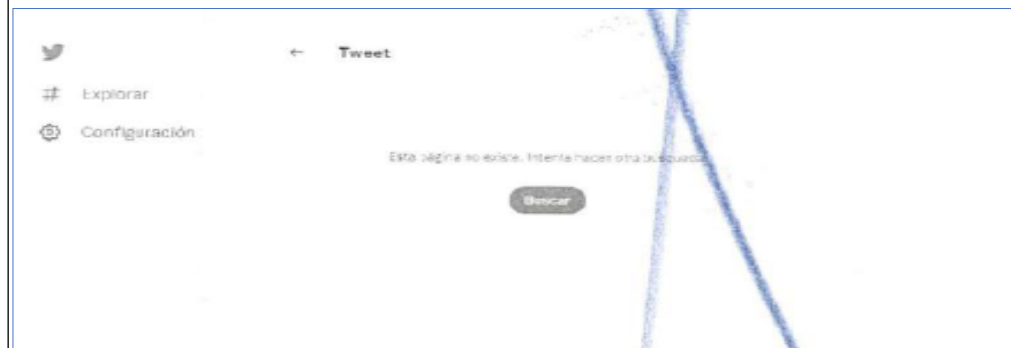 ← Tweet
Explorar
Configuración
Esta página no existe. Intenta hacer otra búsqueda.
Buscar